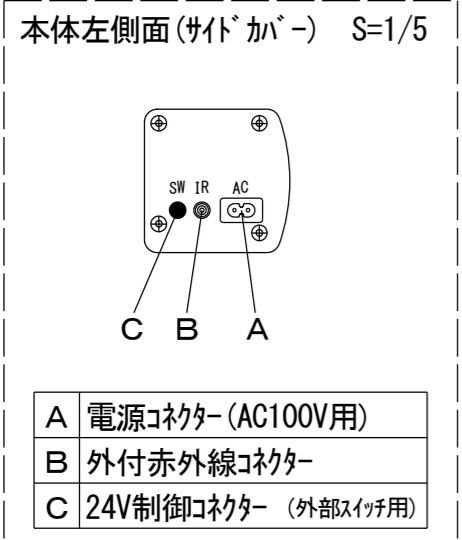 本体左側面(ｻｲﾄﾞｶﾊﾞｰ) S=1/5
SW IR AC
C B A
A 電源ｺﾈｸﾀｰ(AC100V用)
B 外付赤外線ｺﾈｸﾀｰ
C 24V制御ｺﾈｸﾀｰ (外部ｽｲｯﾁ用)